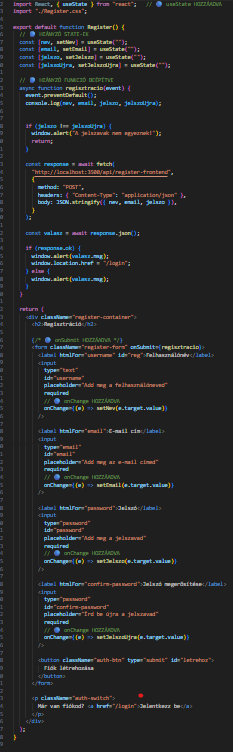 import React, { useState } from "react";   // 🔵 useState HOZZÁADVA
import "./Register.css";
export default function Register() {
// 🔵 HIÁNYZÓ STATE-EK
const [nev, setNev] = useState("");
const [email, setEmail] = useState("");
const [jelszo, setJelszo] = useState("");
const [jelszoUjra, setJelszoUjra] = useState("");
// 🔵 HIÁNYZÓ FUNKCIÓ BEÉPÍTVE
async function regisztracio(event) {
event.preventDefault();
console.log(nev, email, jelszo, jelszoUjra);
if (jelszo !== jelszoUjra) {
window.alert("A jelszavak nem egyeznek!");
return;
}
const response = await fetch(
"http://localhost:3500/api/register-frontend",
{
method: "POST",
headers: { "Content-Type": "application/json" },
body: JSON.stringify({ nev, email, jelszo }),
}
);
const valasz = await response.json();
if (response.ok) {
window.alert(valasz.msg);
window.location.href = "/login";
} else {
window.alert(valasz.msg);
}
}
return (
<div className="register-container">
<h2>Regisztráció</h2>
{/* 🔵 onSubmit HOZZÁADVA */}
<form className="register-form" onSubmit={regisztracio}>
<label htmlFor="username" id="reg">Felhasználónév</label>
<input
type="text"
id="username"
placeholder="Add meg a felhasználóneved"
required
// 🔵 onChange HOZZÁADVA
onChange={(e) => setNev(e.target.value)}
/>
<label htmlFor="email">E-mail cím</label>
<input
type="email"
id="email"
placeholder="Add meg az e-mail címed"
required
// 🔵 onChange HOZZÁADVA
onChange={(e) => setEmail(e.target.value)}
/>
<label htmlFor="password">Jelszó</label>
<input
type="password"
id="password"
placeholder="Add meg a jelszavad"
required
// 🔵 onChange HOZZÁADVA
onChange={(e) => setJelszo(e.target.value)}
/>
<label htmlFor="confirm-password">Jelszó megerősítése</label>
<input
type="password"
id="confirm-password"
placeholder="Írd be újra a jelszavad"
required
// 🔵 onChange HOZZÁADVA
onChange={(e) => setJelszoUjra(e.target.value)}
/>
<button className="auth-btn" type="submit" id="letrehoz">
Fiók létrehozása
</button>
</form>
<p className="auth-switch">
Már van fiókod? <a href="/login">Jelentkezz be</a>
</p>
</div>
);
}